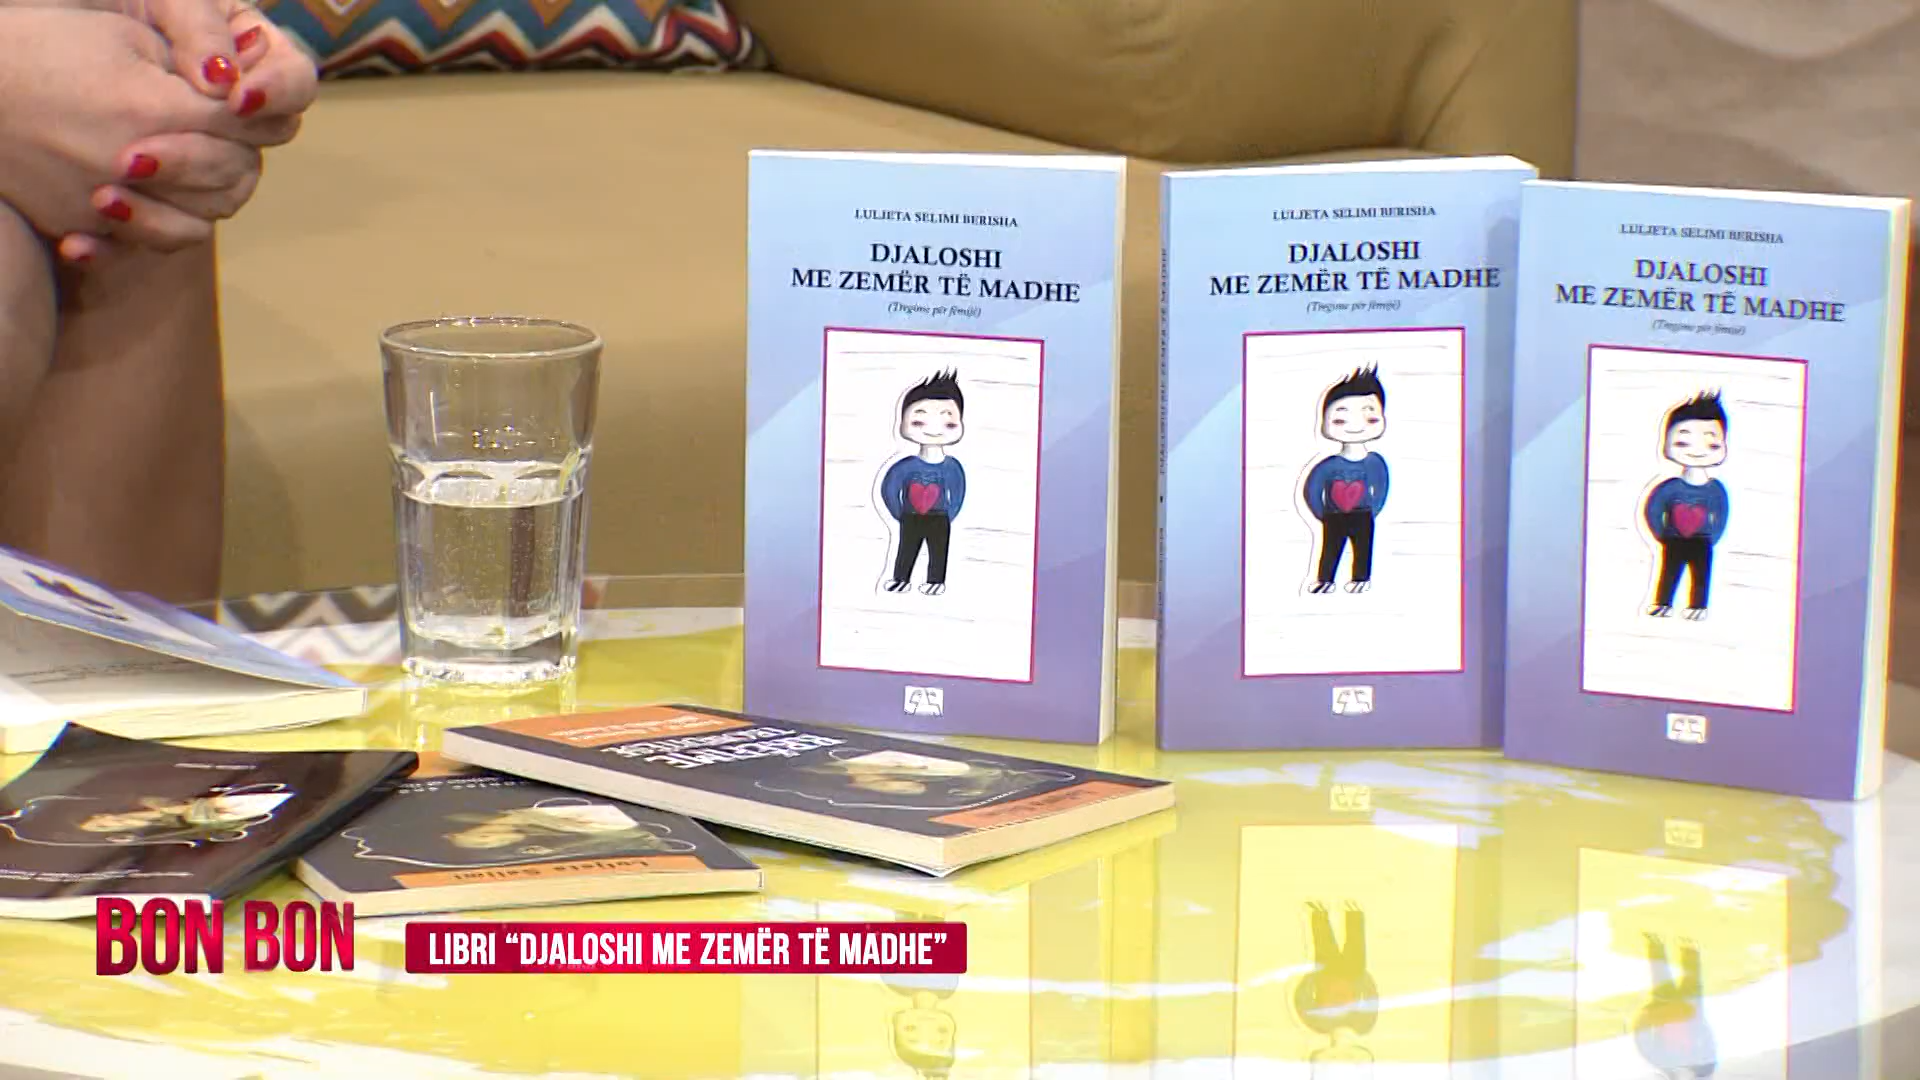 LULJETA SELIMI BERISHA
DJALOSHI
ME ZEMËR TË MADHE
(Tregime për fëmijë)
LULJETA SELIMI BERISHA
DJALOSHI
ME ZEMËR TË MADHE
(Tregime për fëmijë)
LULJETA SELIMI BERISHA
DJALOSHI
ME ZEMËR TË MADHE
(Tregime për fëmijë)
Luljeta Selimi
BON BON
LIBRI “DJALOSHI ME ZEMËR TË MADHE”